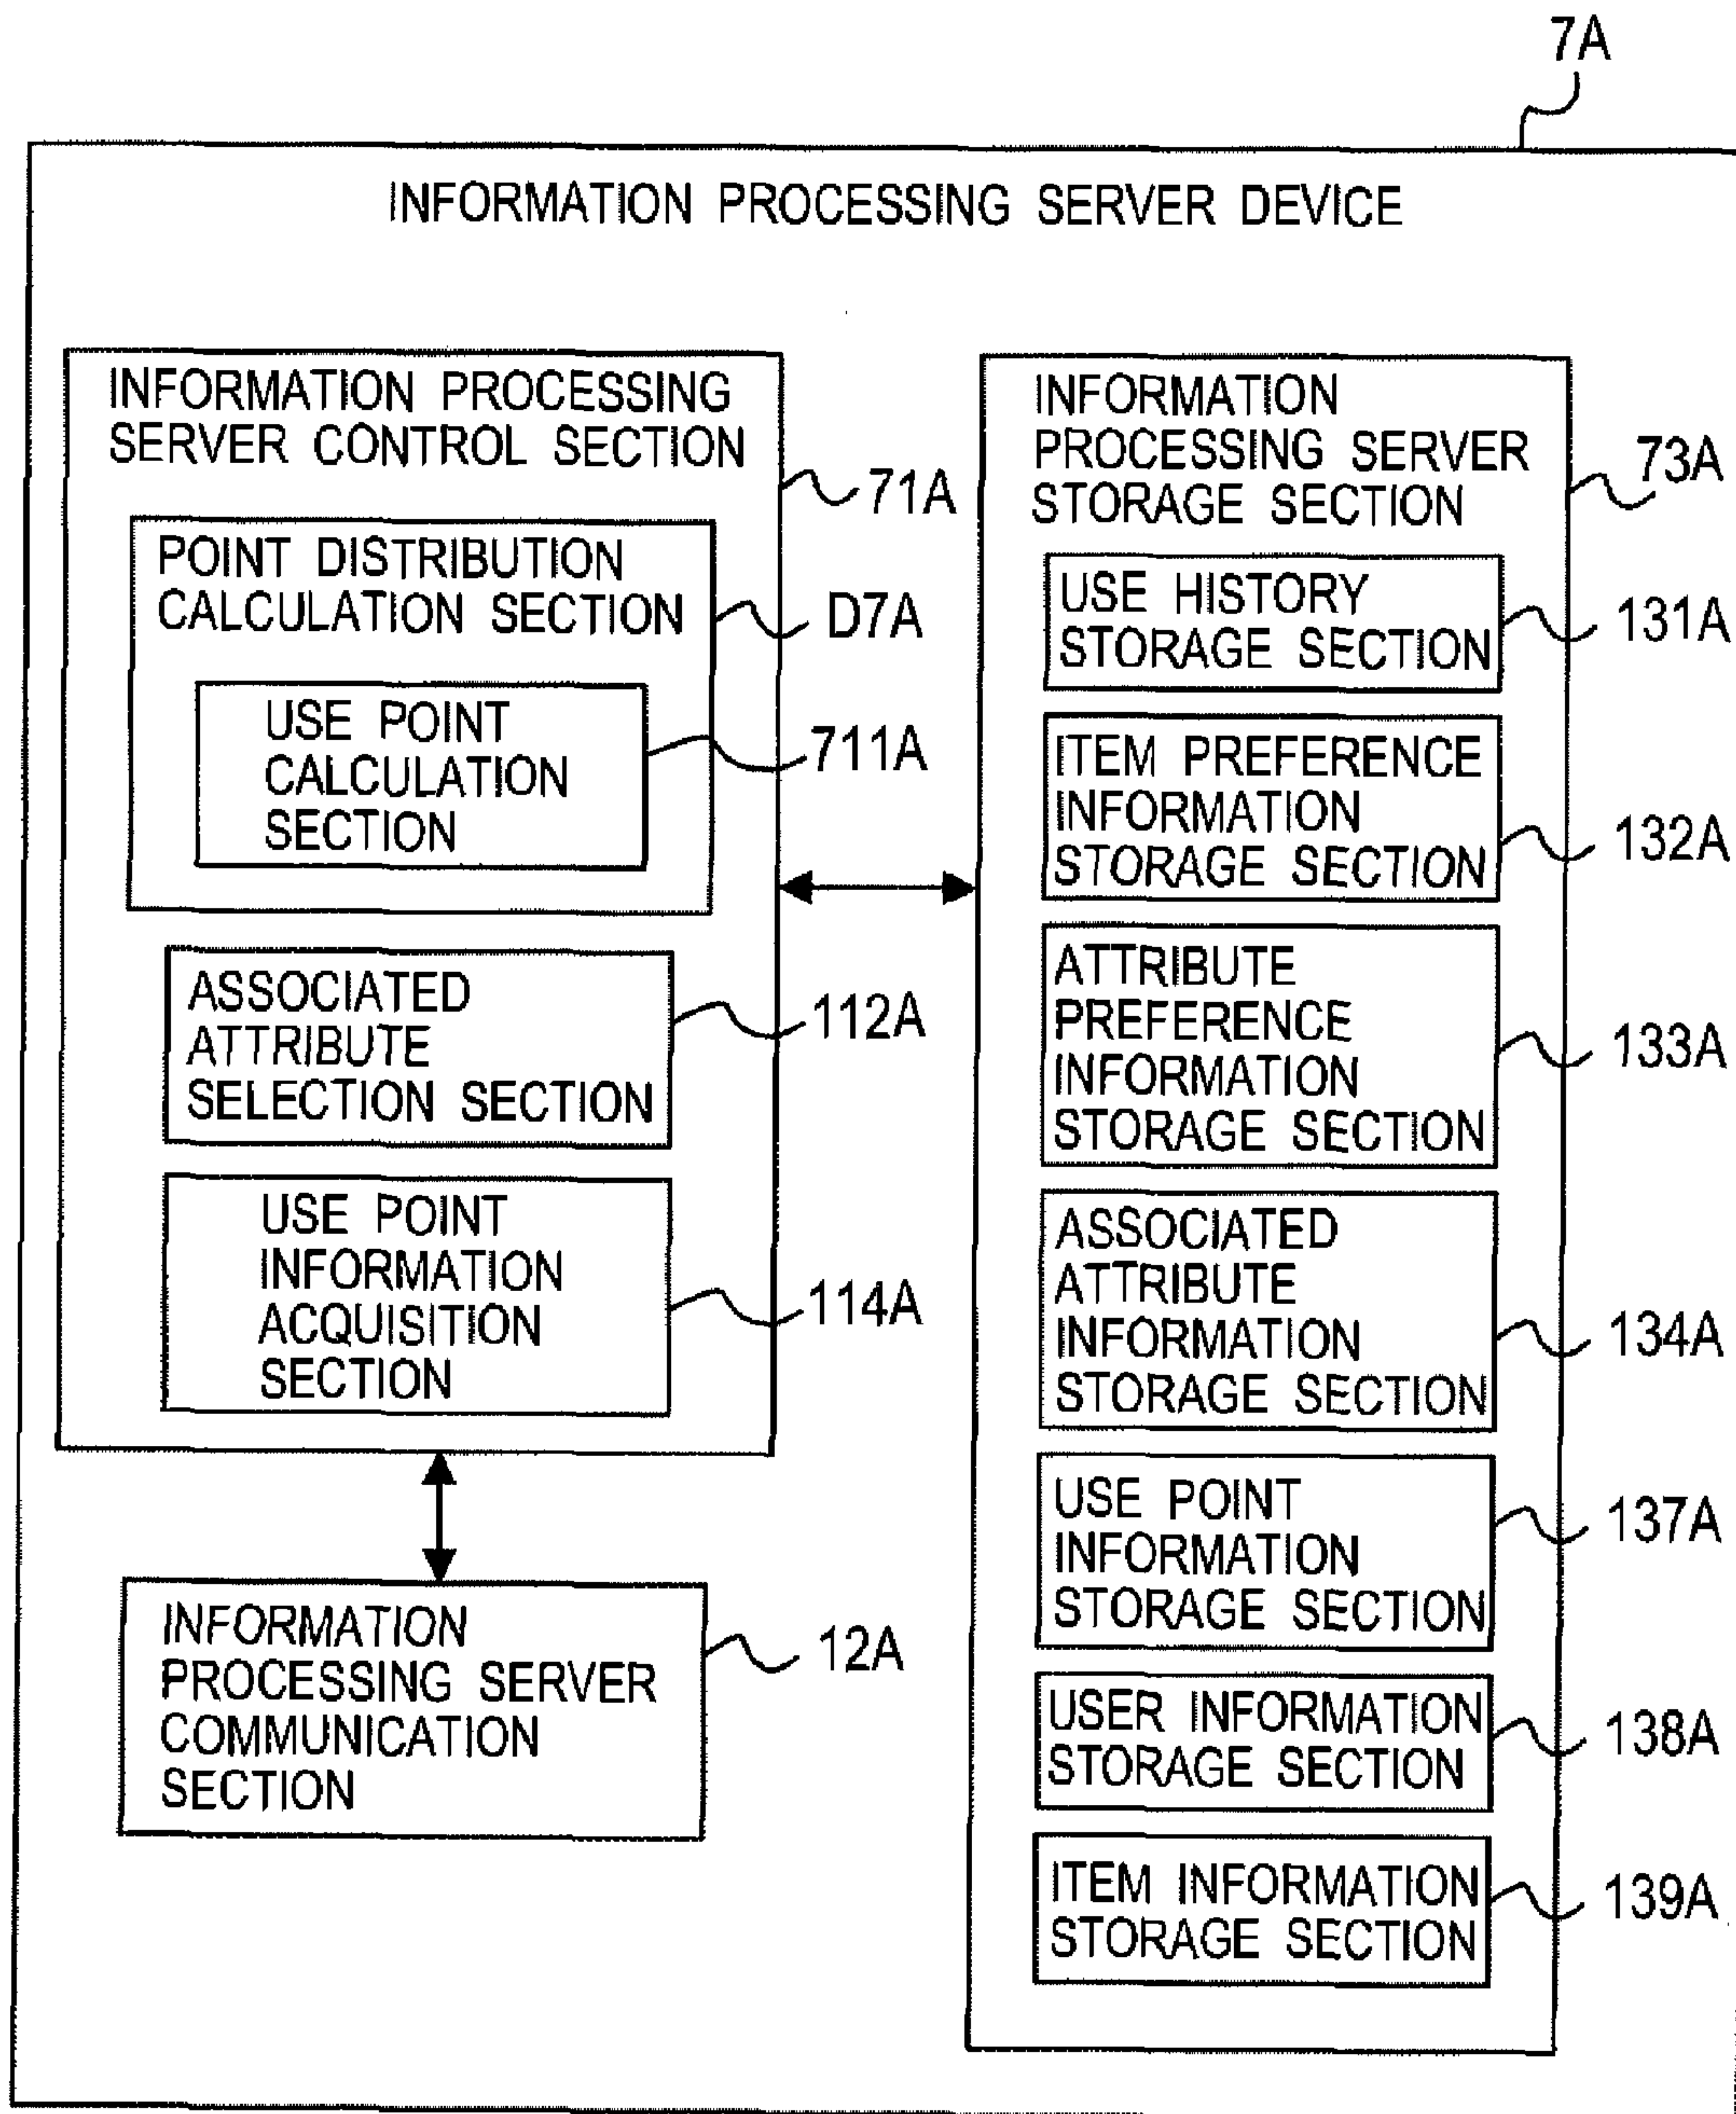 7A
INFORMATION PROCESSING SERVER DEVICE
INFORMATION PROCESSING
SERVER CONTROL SECTION
71A
POINT DISTRIBUTION
CALCULATION SECTION
D7A
USE POINT
CALCULATION
SECTION
711A
ASSOCIATED
ATTRIBUTE
SELECTION SECTION
112A
USE POINT
INFORMATION
ACQUISITION
SECTION
114A
INFORMATION
PROCESSING SERVER
COMMUNICATION
SECTION
12A
INFORMATION
PROCESSING SERVER
STORAGE SECTION
73A
USE HISTORY
STORAGE SECTION
131A
ITEM PREFERENCE
INFORMATION
STORAGE SECTION
132A
ATTRIBUTE
PREFERENCE
INFORMATION
STORAGE SECTION
133A
ASSOCIATED
ATTRIBUTE
INFORMATION
STORAGE SECTION
134A
USE POINT
INFORMATION
STORAGE SECTION
137A
USER INFORMATION
STORAGE SECTION
138A
ITEM INFORMATION
STORAGE SECTION
139A